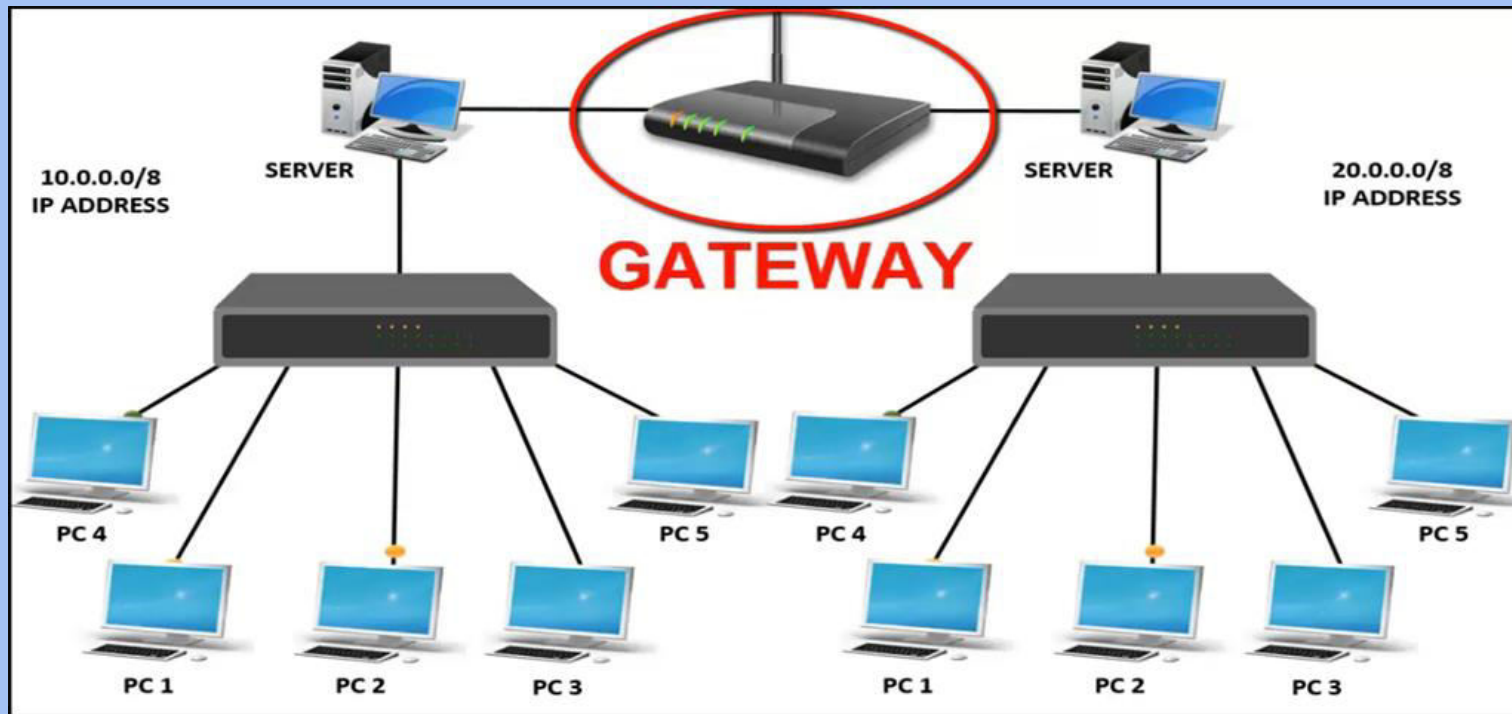 SERVER
SERVER
10.0.0.0/8
IP ADDRESS
20.0.0.0/8
IP ADDRESS
GATEWAY
PC 4
PC 5
PC 4
PC 5
PC 1
PC 2
PC 3
PC 1
PC 2
PC 3